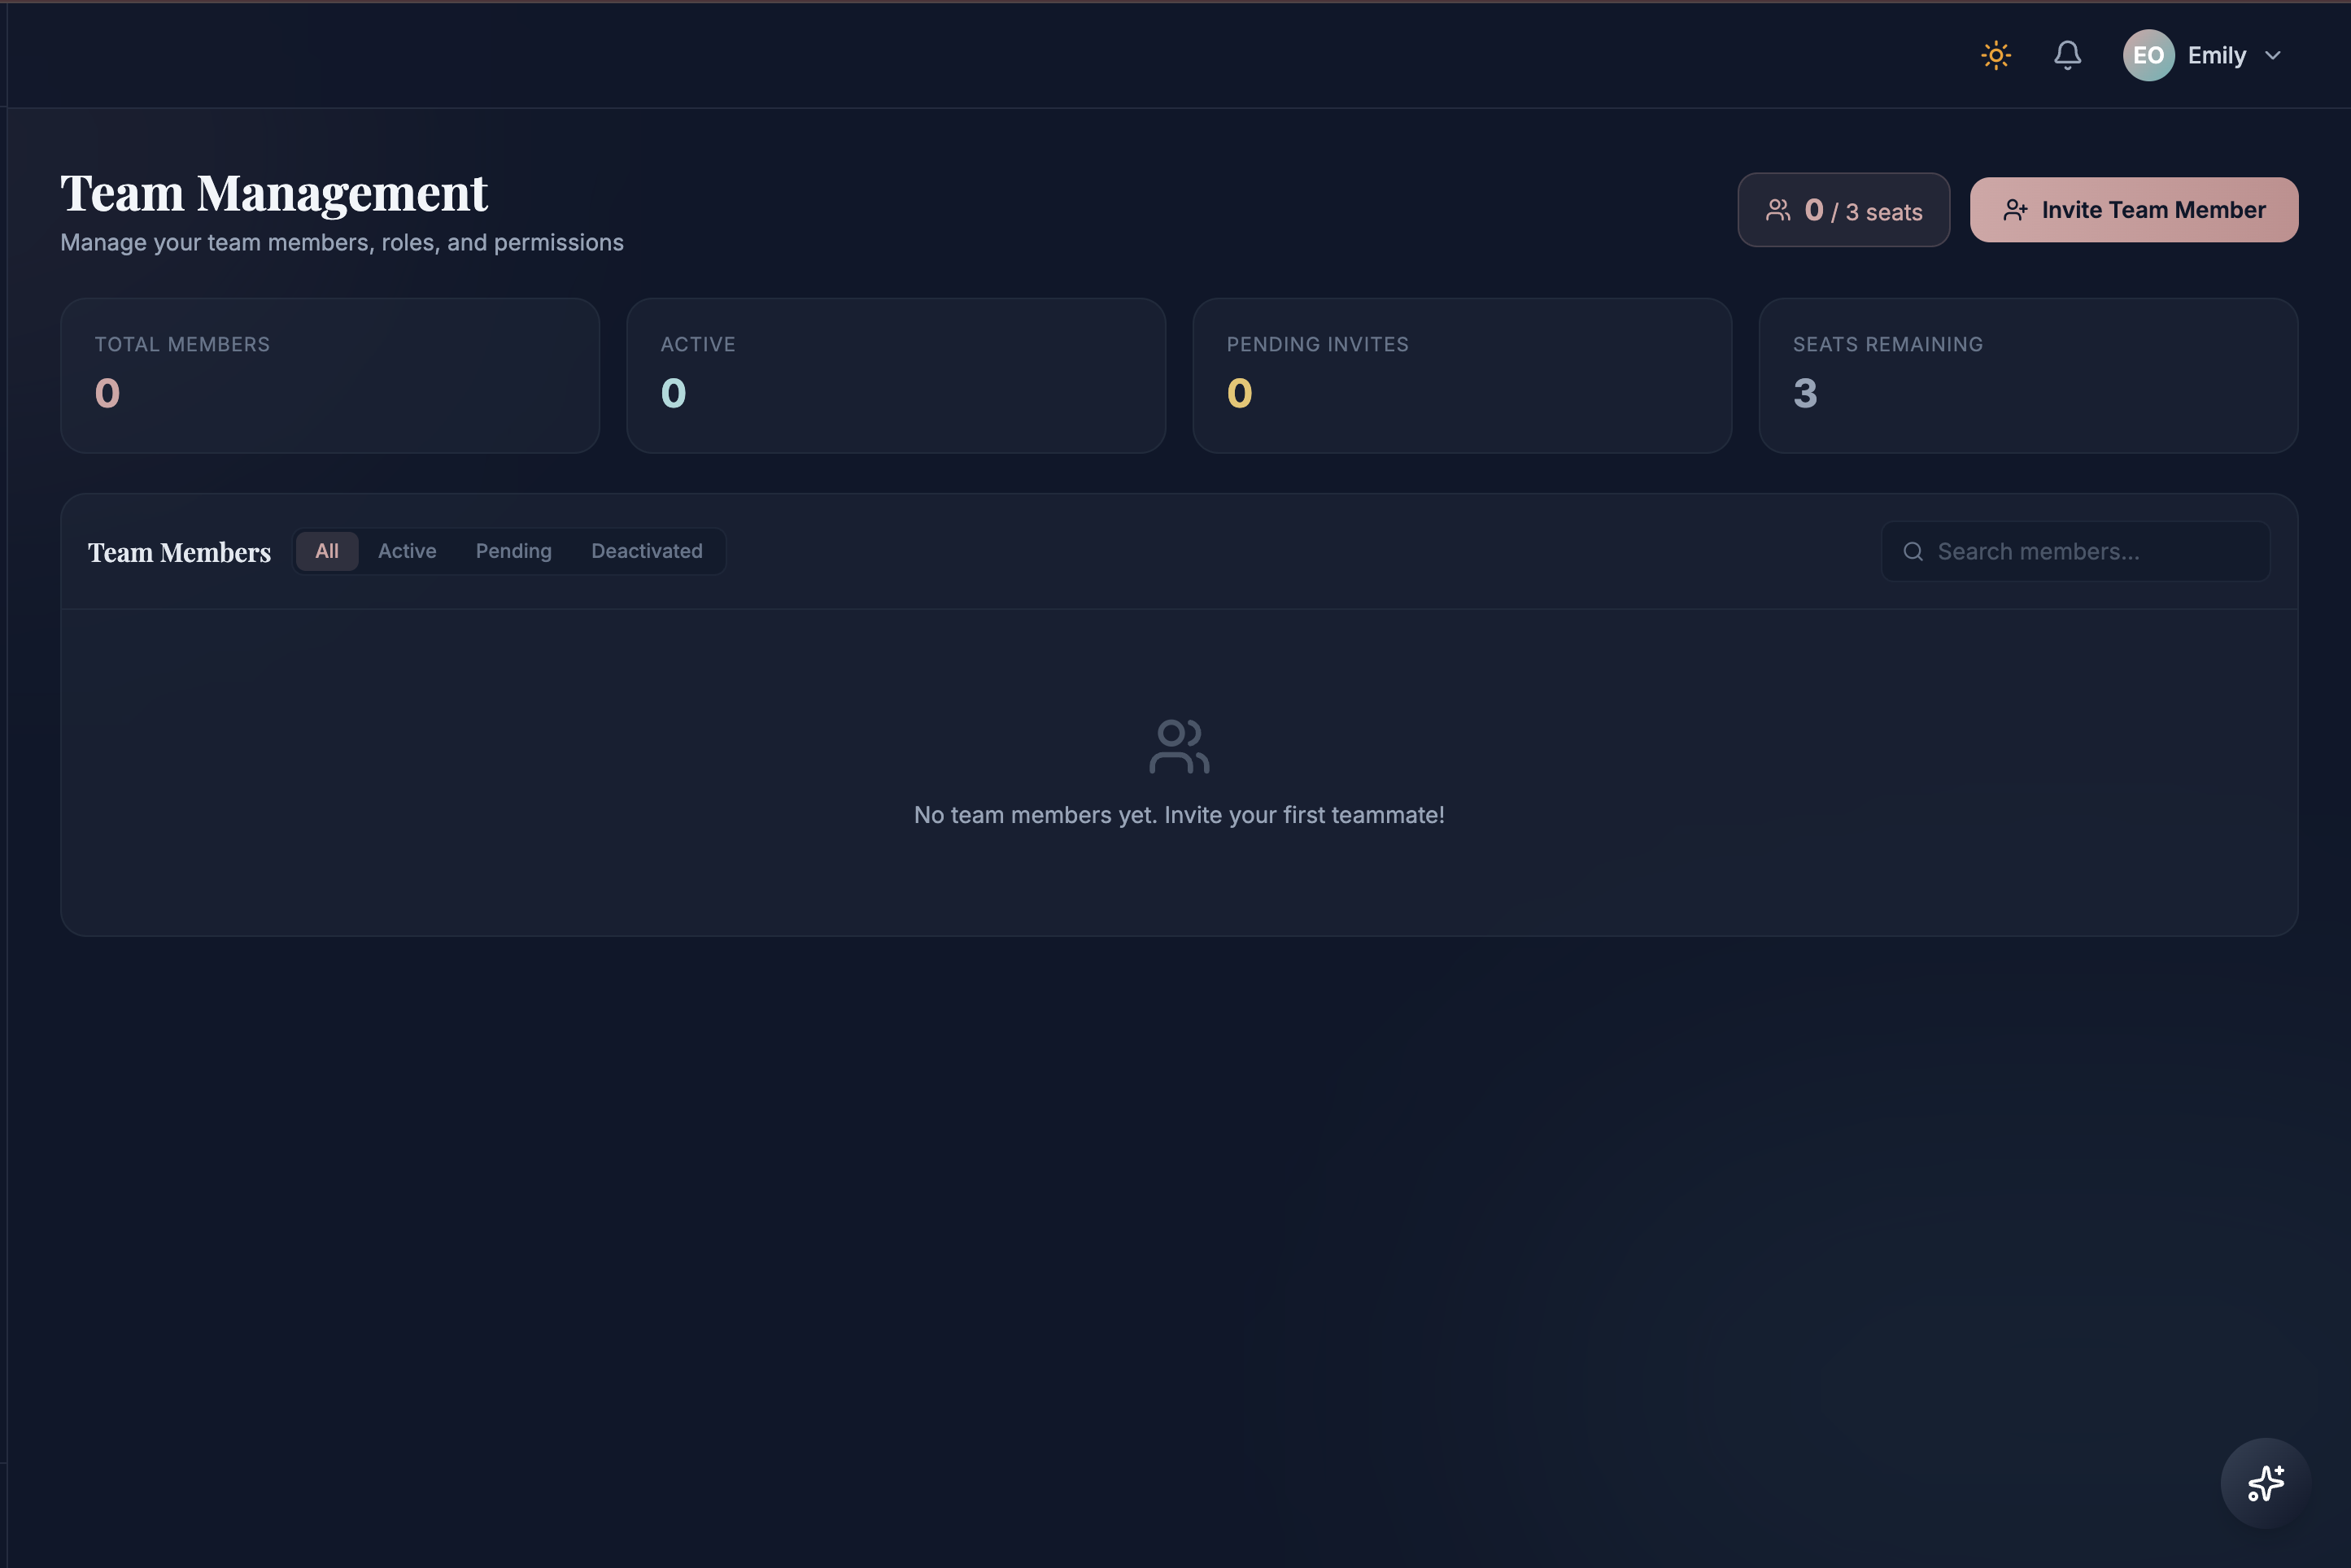 EO Emily
Team Management
Manage your team members, roles, and permissions
0 / 3 seats
Invite Team Member
TOTAL MEMBERS
0
ACTIVE
0
PENDING INVITES
0
SEATS REMAINING
3
Team Members
All Active Pending Deactivated
Search members...
No team members yet. Invite your first teammate!